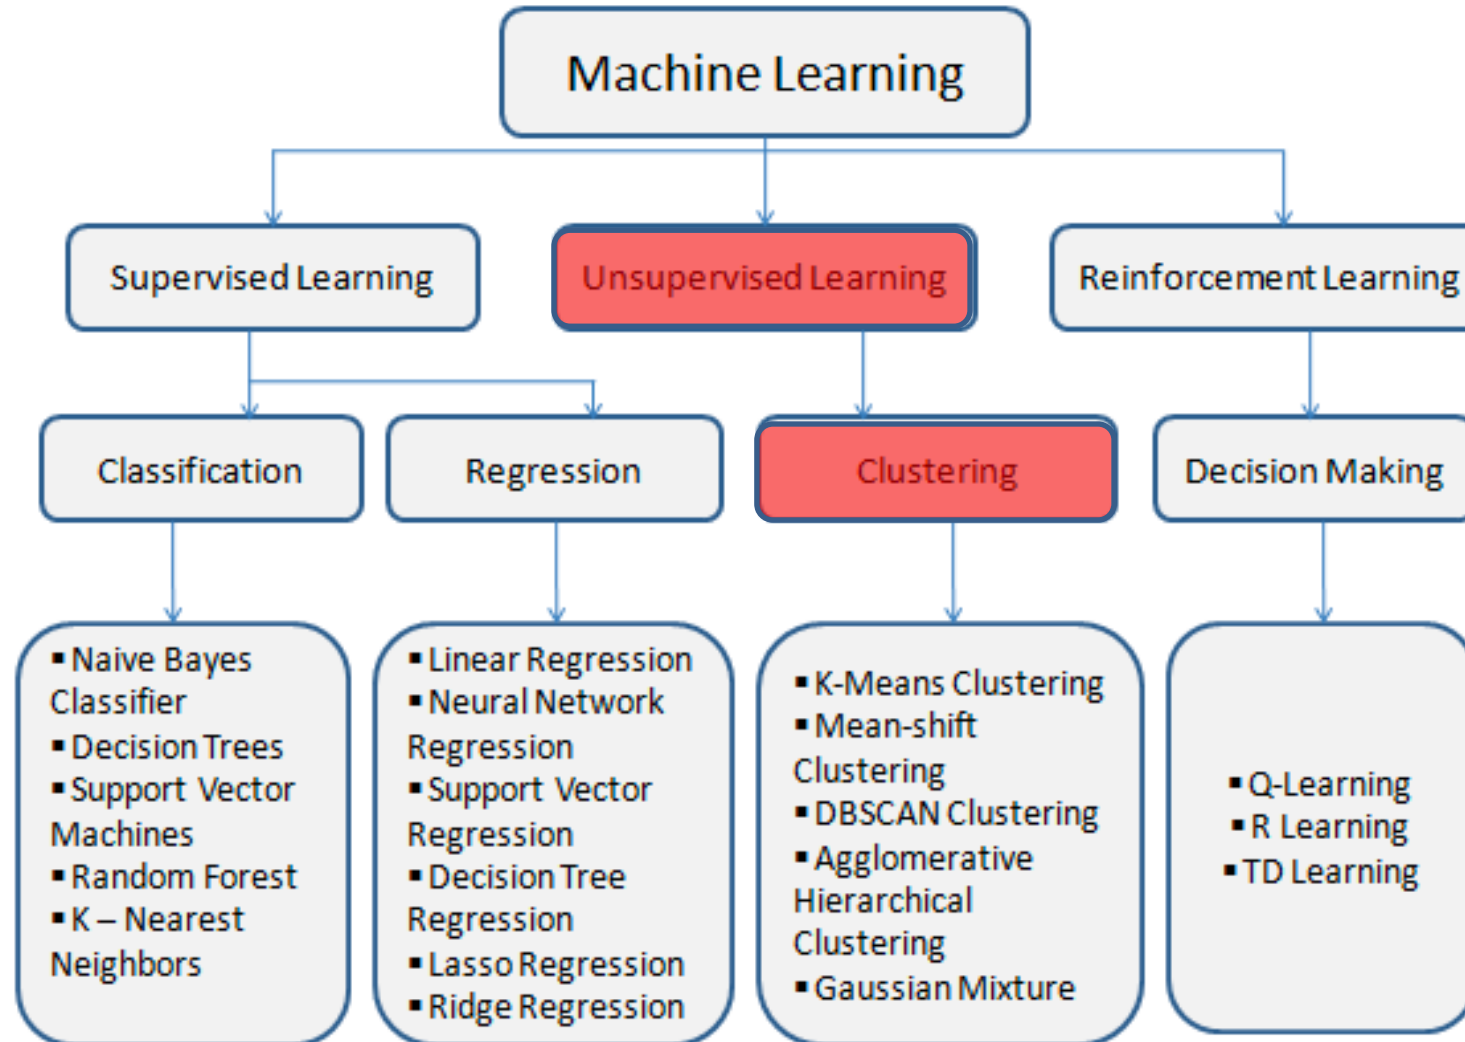 Machine Learning
Supervised Learning
Unsupervised Learning
Reinforcement Learning
Classification
Regression
Clustering
Decision Making
▪ Naive Bayes
Classifier
▪ Decision Trees
▪ Support Vector
Machines
▪ Random Forest
▪ K – Nearest
Neighbors
▪ Linear Regression
▪ Neural Network
Regression
▪ Support Vector
Regression
▪ Decision Tree
Regression
▪ Lasso Regression
▪ Ridge Regression
▪ K-Means Clustering
▪ Mean-shift
Clustering
▪ DBSCAN Clustering
▪ Agglomerative
Hierarchical
Clustering
▪ Gaussian Mixture
▪ Q-Learning
▪ R Learning
▪ TD Learning